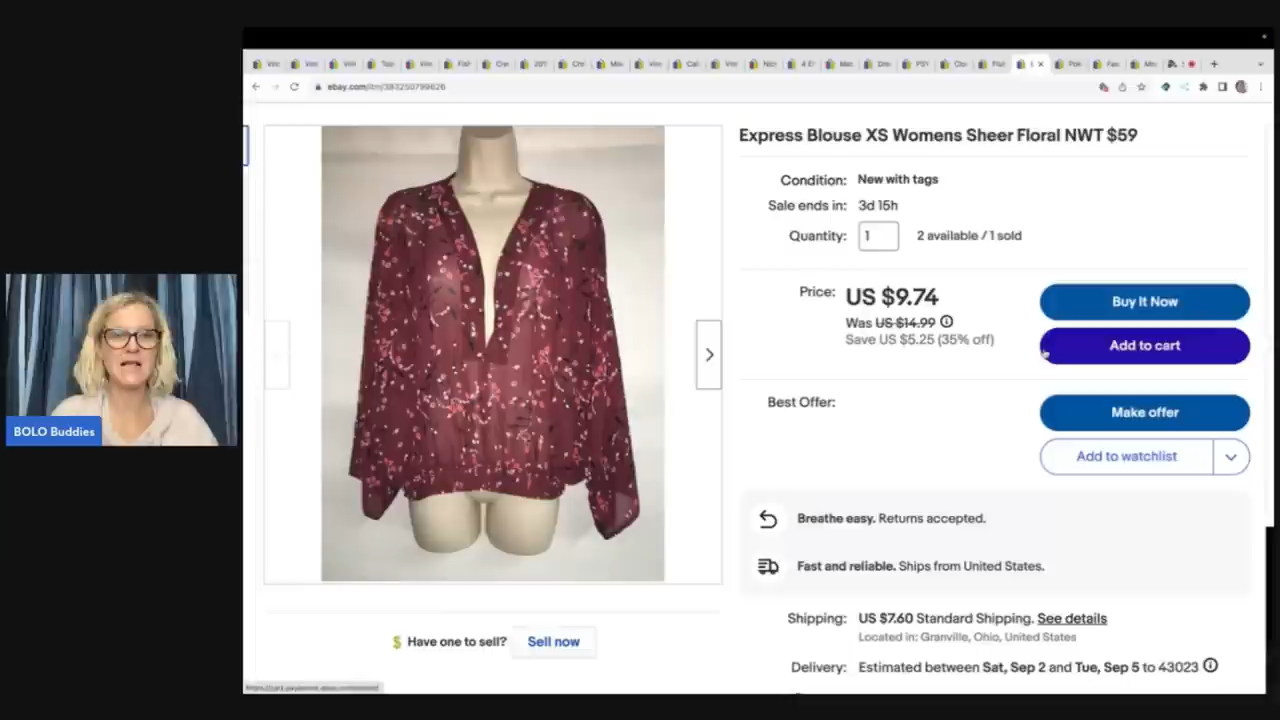 ebay.com/itm/393250799626
Express Blouse XS Womens Sheer Floral NWT $59
Condition: New with tags
Sale ends in: 3d 15h
Quantity: 1 2 available / 1 sold
Price: US $9.74
Buy It Now
Was US $14.99
Save US $5.25 (35% off)
Add to cart
Best Offer:
Make offer
Add to watchlist
BOLO Buddies
Breathe easy. Returns accepted.
Fast and reliable. Ships from United States.
Shipping: US $7.60 Standard Shipping. See details
Located in: Granville, Ohio, United States
$ Have one to sell? Sell now
Delivery: Estimated between Sat, Sep 2 and Tue, Sep 5 to 43023